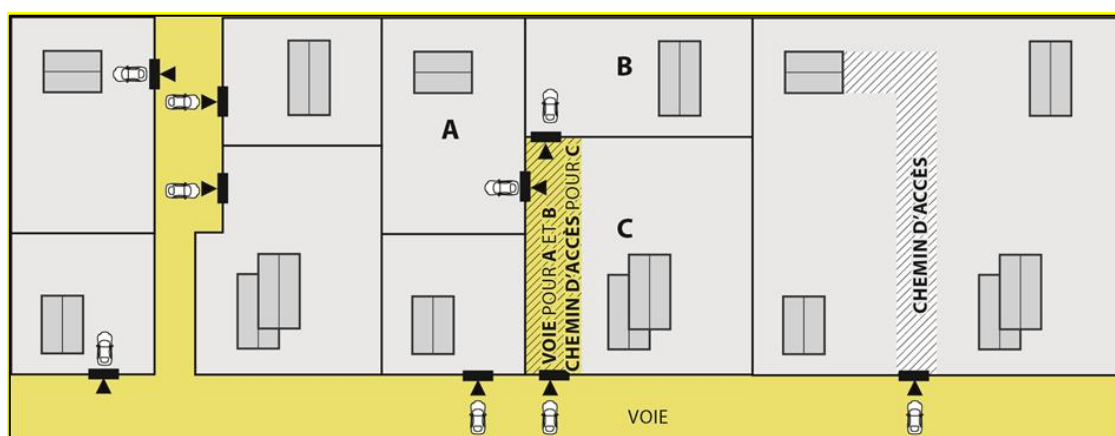 B
A
C
VOIE POUR A ET B
CHEMIN D'ACCÈS POUR C
CHEMIN D'ACCÈS
VOIE